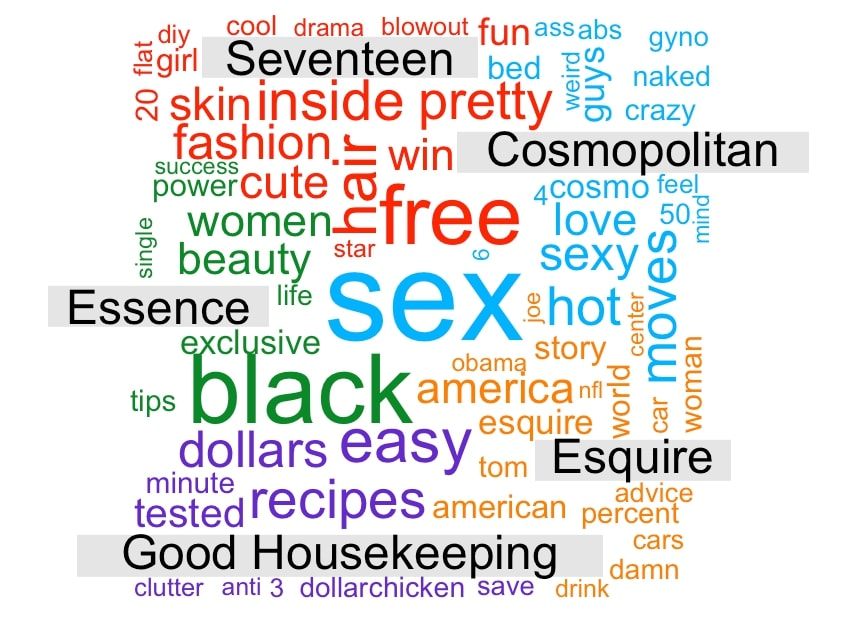 diy cool drama blowout fun ass abs gyno
flat girl Seventeen bed weird guys naked
20 skin inside pretty crazy
fashion hair win Cosmopolitan
success
power cute 4 cosmo feel
women free love 50 mind
single beauty star 6 sexy moves
Essence life sex joe hot center
exclusive story
obama
tips black america nfl world car woman
esquire
dollars easy tom Esquire
minute advice
tested recipes american percent
Good Housekeeping cars
damn
clutter anti 3 dollarchicken save drink